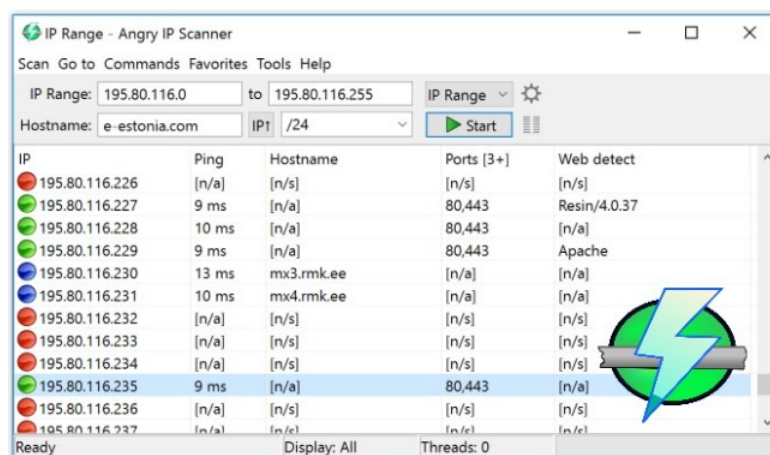 IP Range - Angry IP Scanner
Scan Go to Commands Favorites Tools Help
IP Range: 195.80.116.0 to 195.80.116.255 IP Range
Hostname: e-estonia.com IP↑ /24 Start
IP Ping Hostname Ports [3+] Web detect
195.80.116.226 [n/a] [n/s] [n/s] [n/s]
195.80.116.227 9 ms [n/a] 80,443 Resin/4.0.37
195.80.116.228 10 ms [n/a] 80,443 [n/a]
195.80.116.229 9 ms [n/a] 80,443 Apache
195.80.116.230 13 ms mx3.rmk.ee [n/a] [n/a]
195.80.116.231 10 ms mx4.rmk.ee [n/a] [n/a]
195.80.116.232 [n/a] [n/s] [n/s] [n/s]
195.80.116.233 [n/a] [n/s] [n/s] [n/s]
195.80.116.234 [n/a] [n/s] [n/s] [n/s]
195.80.116.235 9 ms [n/a] 80,443 [n/a]
195.80.116.236 [n/a] [n/s] [n/s] [n/s]
195.80.116.237 [n/a] [n/s] [n/s] [n/s]
Ready Display: All Threads: 0